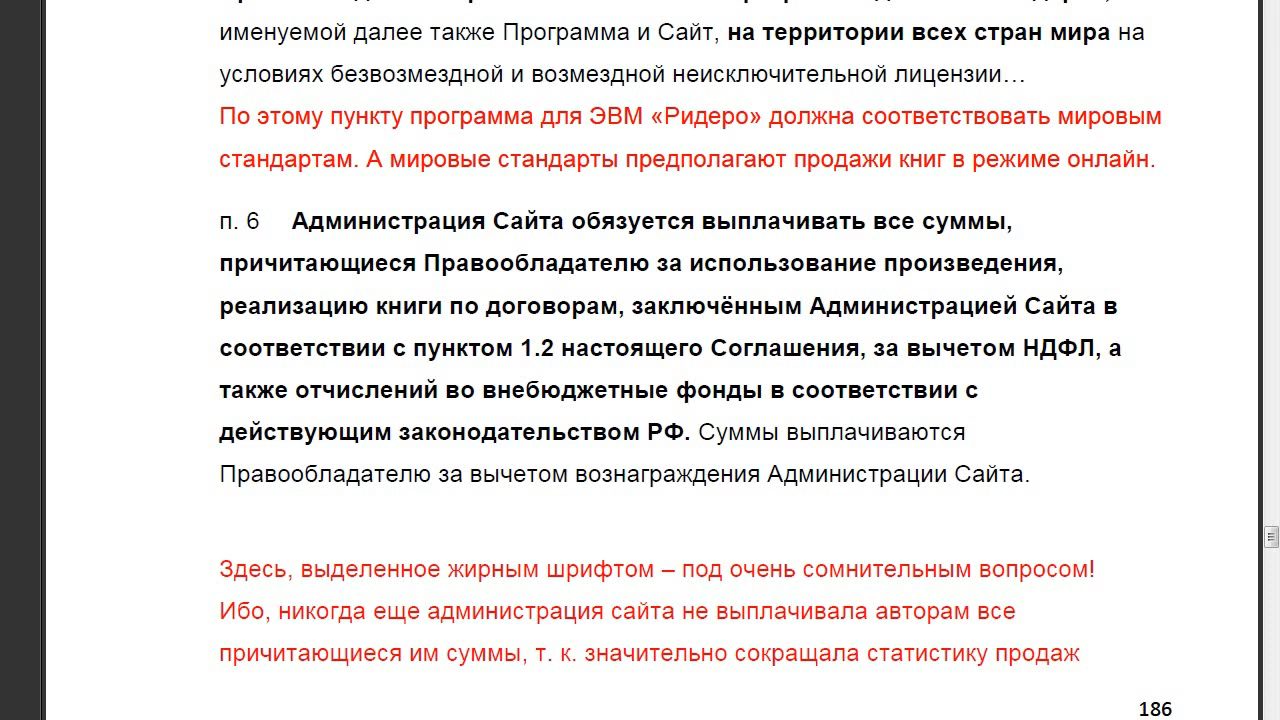 именуемой далее также Программа и Сайт, на территории всех стран мира на
условиях безвозмездной и возмездной неисключительной лицензии…
По этому пункту программа для ЭВМ «Ридеро» должна соответствовать мировым
стандартам. А мировые стандарты предполагают продажи книг в режиме онлайн.
п. 6 Администрация Сайта обязуется выплачивать все суммы,
причитающиеся Правообладателю за использование произведения,
реализацию книги по договорам, заключённым Администрацией Сайта в
соответствии с пунктом 1.2 настоящего Соглашения, за вычетом НДФЛ, а
также отчислений во внебюджетные фонды в соответствии с
действующим законодательством РФ. Суммы выплачиваются
Правообладателю за вычетом вознаграждения Администрации Сайта.
Здесь, выделенное жирным шрифтом – под очень сомнительным вопросом!
Ибо, никогда еще администрация сайта не выплачивала авторам все
причитающиеся им суммы, т. к. значительно сокращала статистику продаж
186